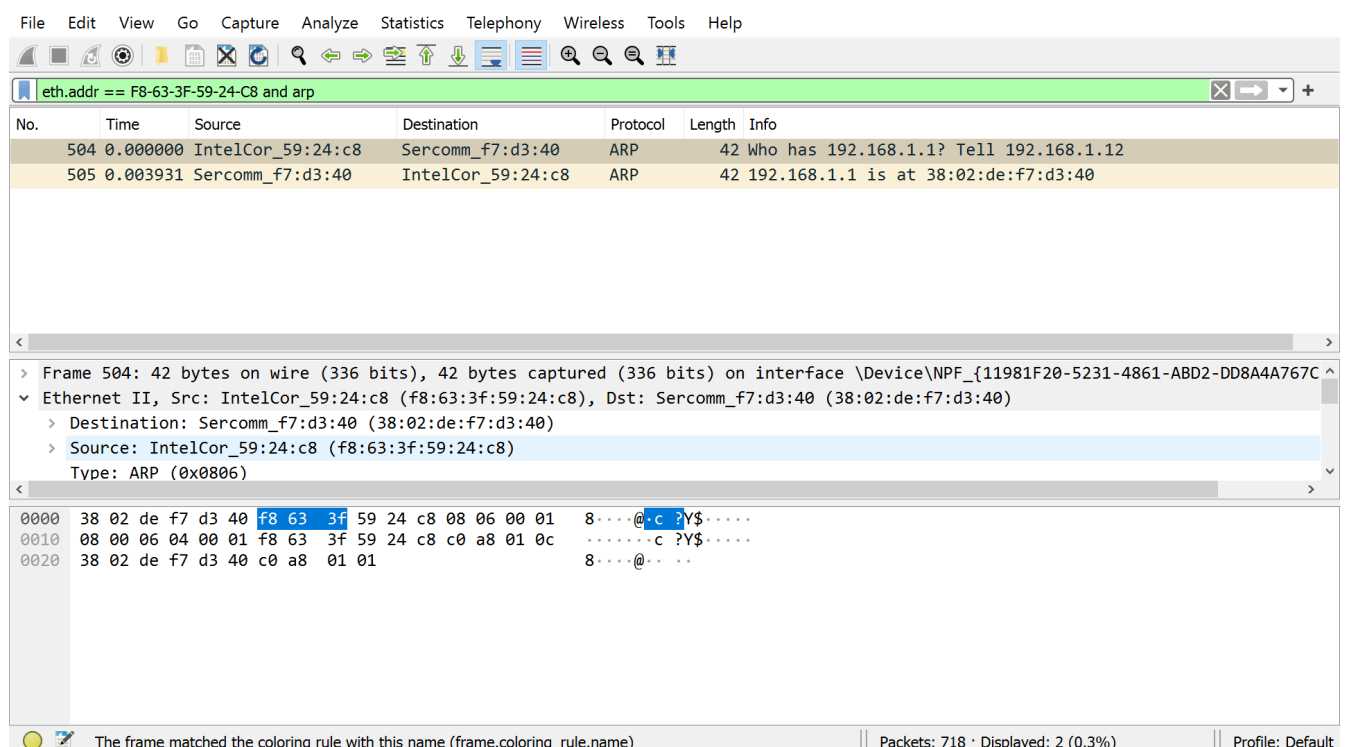 File Edit View Go Capture Analyze Statistics Telephony Wireless Tools Help
eth.addr == F8-63-3F-59-24-C8 and arp
No. Time Source Destination Protocol Length Info
504 0.000000 IntelCor_59:24:c8 Sercomm_f7:d3:40 ARP 42 Who has 192.168.1.1? Tell 192.168.1.12
505 0.003931 Sercomm_f7:d3:40 IntelCor_59:24:c8 ARP 42 192.168.1.1 is at 38:02:de:f7:d3:40
Frame 504: 42 bytes on wire (336 bits), 42 bytes captured (336 bits) on interface \Device\NPF_{11981F20-5231-4861-ABD2-DD8A4A767C
Ethernet II, Src: IntelCor_59:24:c8 (f8:63:3f:59:24:c8), Dst: Sercomm_f7:d3:40 (38:02:de:f7:d3:40)
Destination: Sercomm_f7:d3:40 (38:02:de:f7:d3:40)
Source: IntelCor_59:24:c8 (f8:63:3f:59:24:c8)
Type: ARP (0x0806)
0000 38 02 de f7 d3 40 f8 63 3f 59 24 c8 08 06 00 01 8····@·c ?Y$·····
0010 08 00 06 04 00 01 f8 63 3f 59 24 c8 c0 a8 01 0c ·······c ?Y$·····
0020 38 02 de f7 d3 40 c0 a8 01 01 8····@·· ··
The frame matched the coloring rule with this name (frame.coloring_rule.name) Packets: 718 · Displayed: 2 (0.3%) Profile: Default